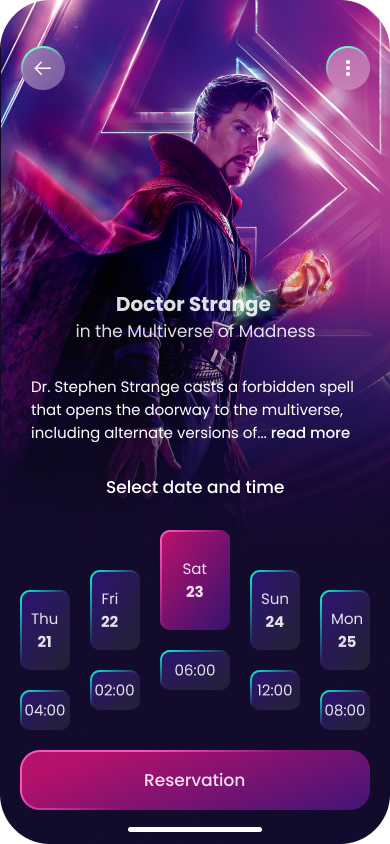 Doctor Strange
in the Multiverse of Madness
Dr. Stephen Strange casts a forbidden spell
that opens the doorway to the multiverse,
including alternate versions of... read more
Select date and time
Thu
21
Fri
22
Sat
23
Sun
24
Mon
25
04:00
02:00
06:00
12:00
08:00
Reservation